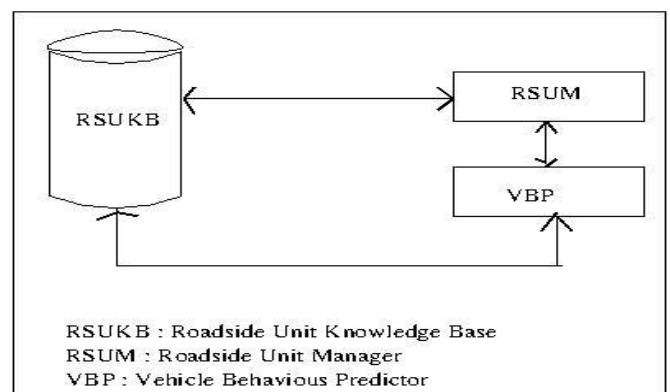 RSUKB
RSUM
VBP
RSUKB : Roadside Unit Knowledge Base
RSUM : Roadside Unit Manager
VBP : Vehicle Behavious Predictor